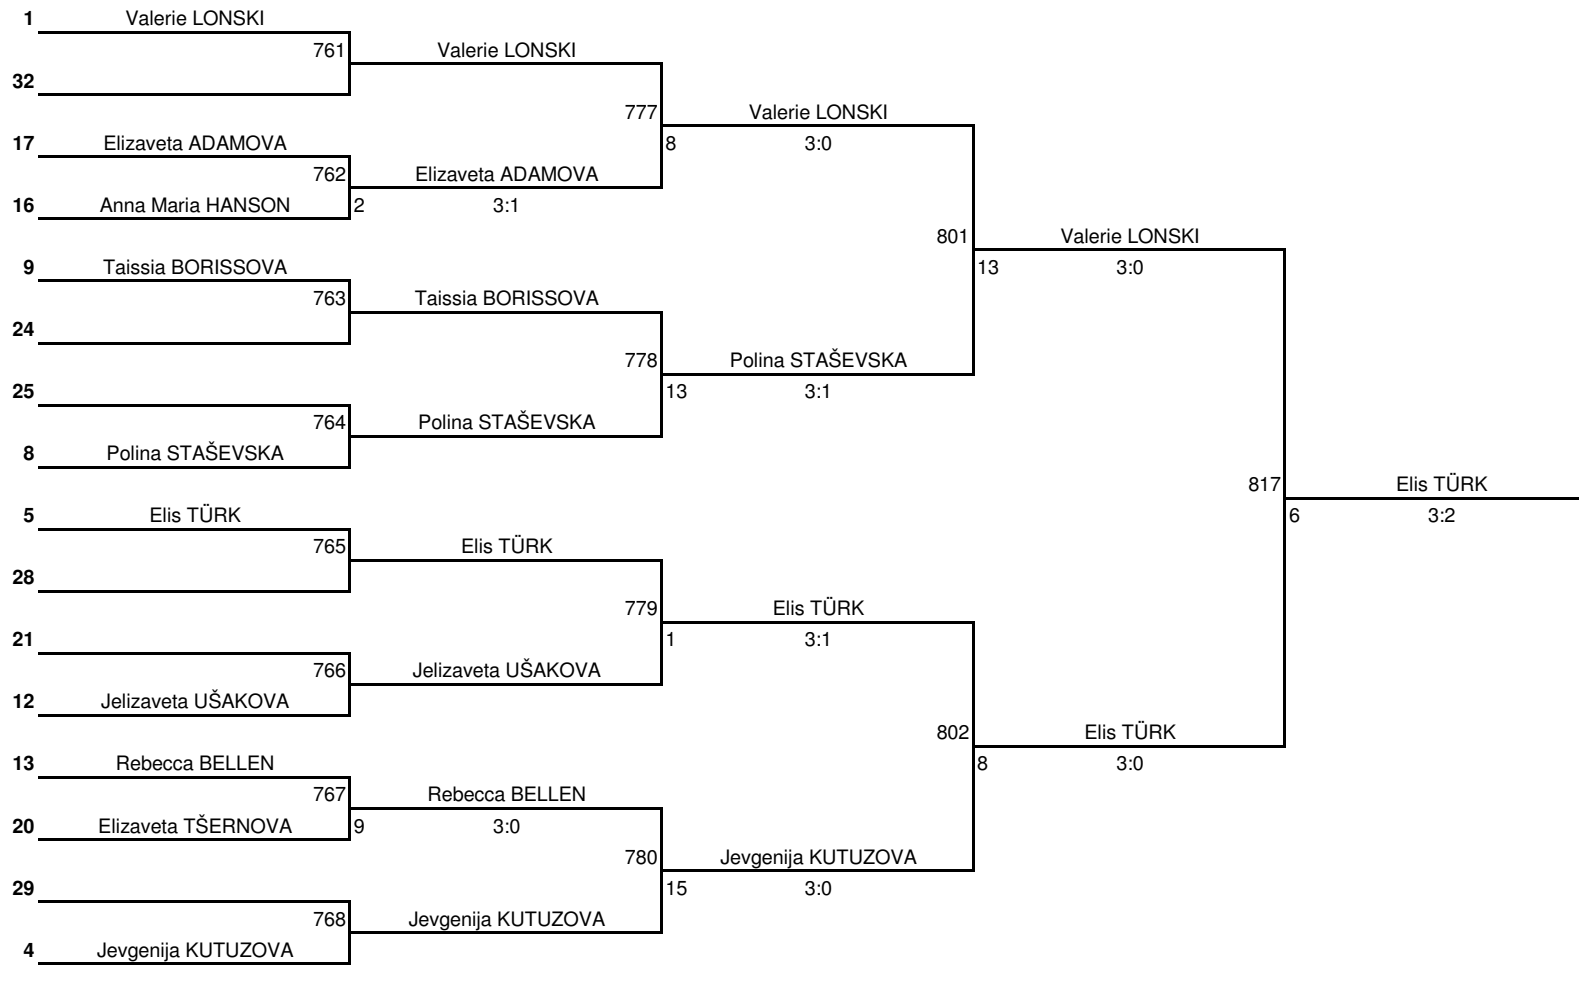 1 Valerie LONSKI
761 Valerie LONSKI
32
777 Valerie LONSKI
17 Elizaveta ADAMOVA
8 3:0
762 Elizaveta ADAMOVA
16 Anna Maria HANSON 2 3:1
801 Valerie LONSKI
9 Taissia BORISSOVA
13 3:0
763 Taissia BORISSOVA
24
778 Polina STAŠEVSKA
25
13 3:1
764 Polina STAŠEVSKA
8 Polina STAŠEVSKA
817 Elis TÜRK
5 Elis TÜRK
6 3:2
765 Elis TÜRK
28
779 Elis TÜRK
21
1 3:1
766 Jelizaveta UŠAKOVA
12 Jelizaveta UŠAKOVA
802 Elis TÜRK
13 Rebecca BELLEN
8 3:0
767 Rebecca BELLEN
20 Elizaveta TŠERNOVA 9 3:0
780 Jevgenija KUTUZOVA
29
15 3:0
768 Jevgenija KUTUZOVA
4 Jevgenija KUTUZOVA